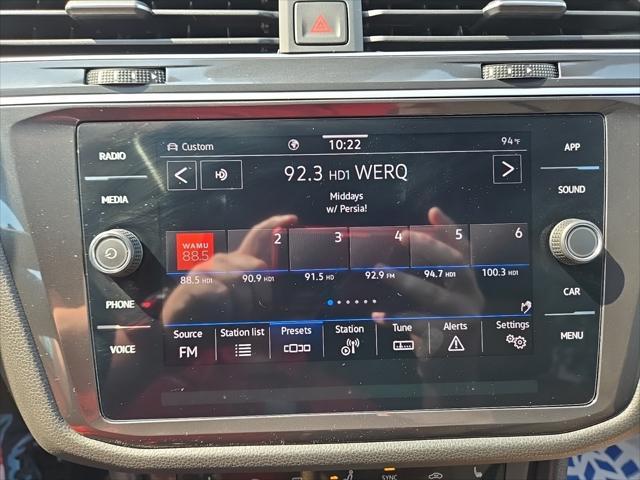 RADIO
MEDIA
PHONE
VOICE
Custom
10:22
94°F
92.3 HD1 WERQ
Middays
w/ Persia!
WAMU
88.5
2
3
4
5
6
88.5 HD1
90.9 HD1
91.5 HD
92.9 FM
94.7 HD1
100.3 HD1
Source
FM
Station list
Presets
Station
Tune
Alerts
Settings
APP
SOUND
CAR
MENU
SYNC